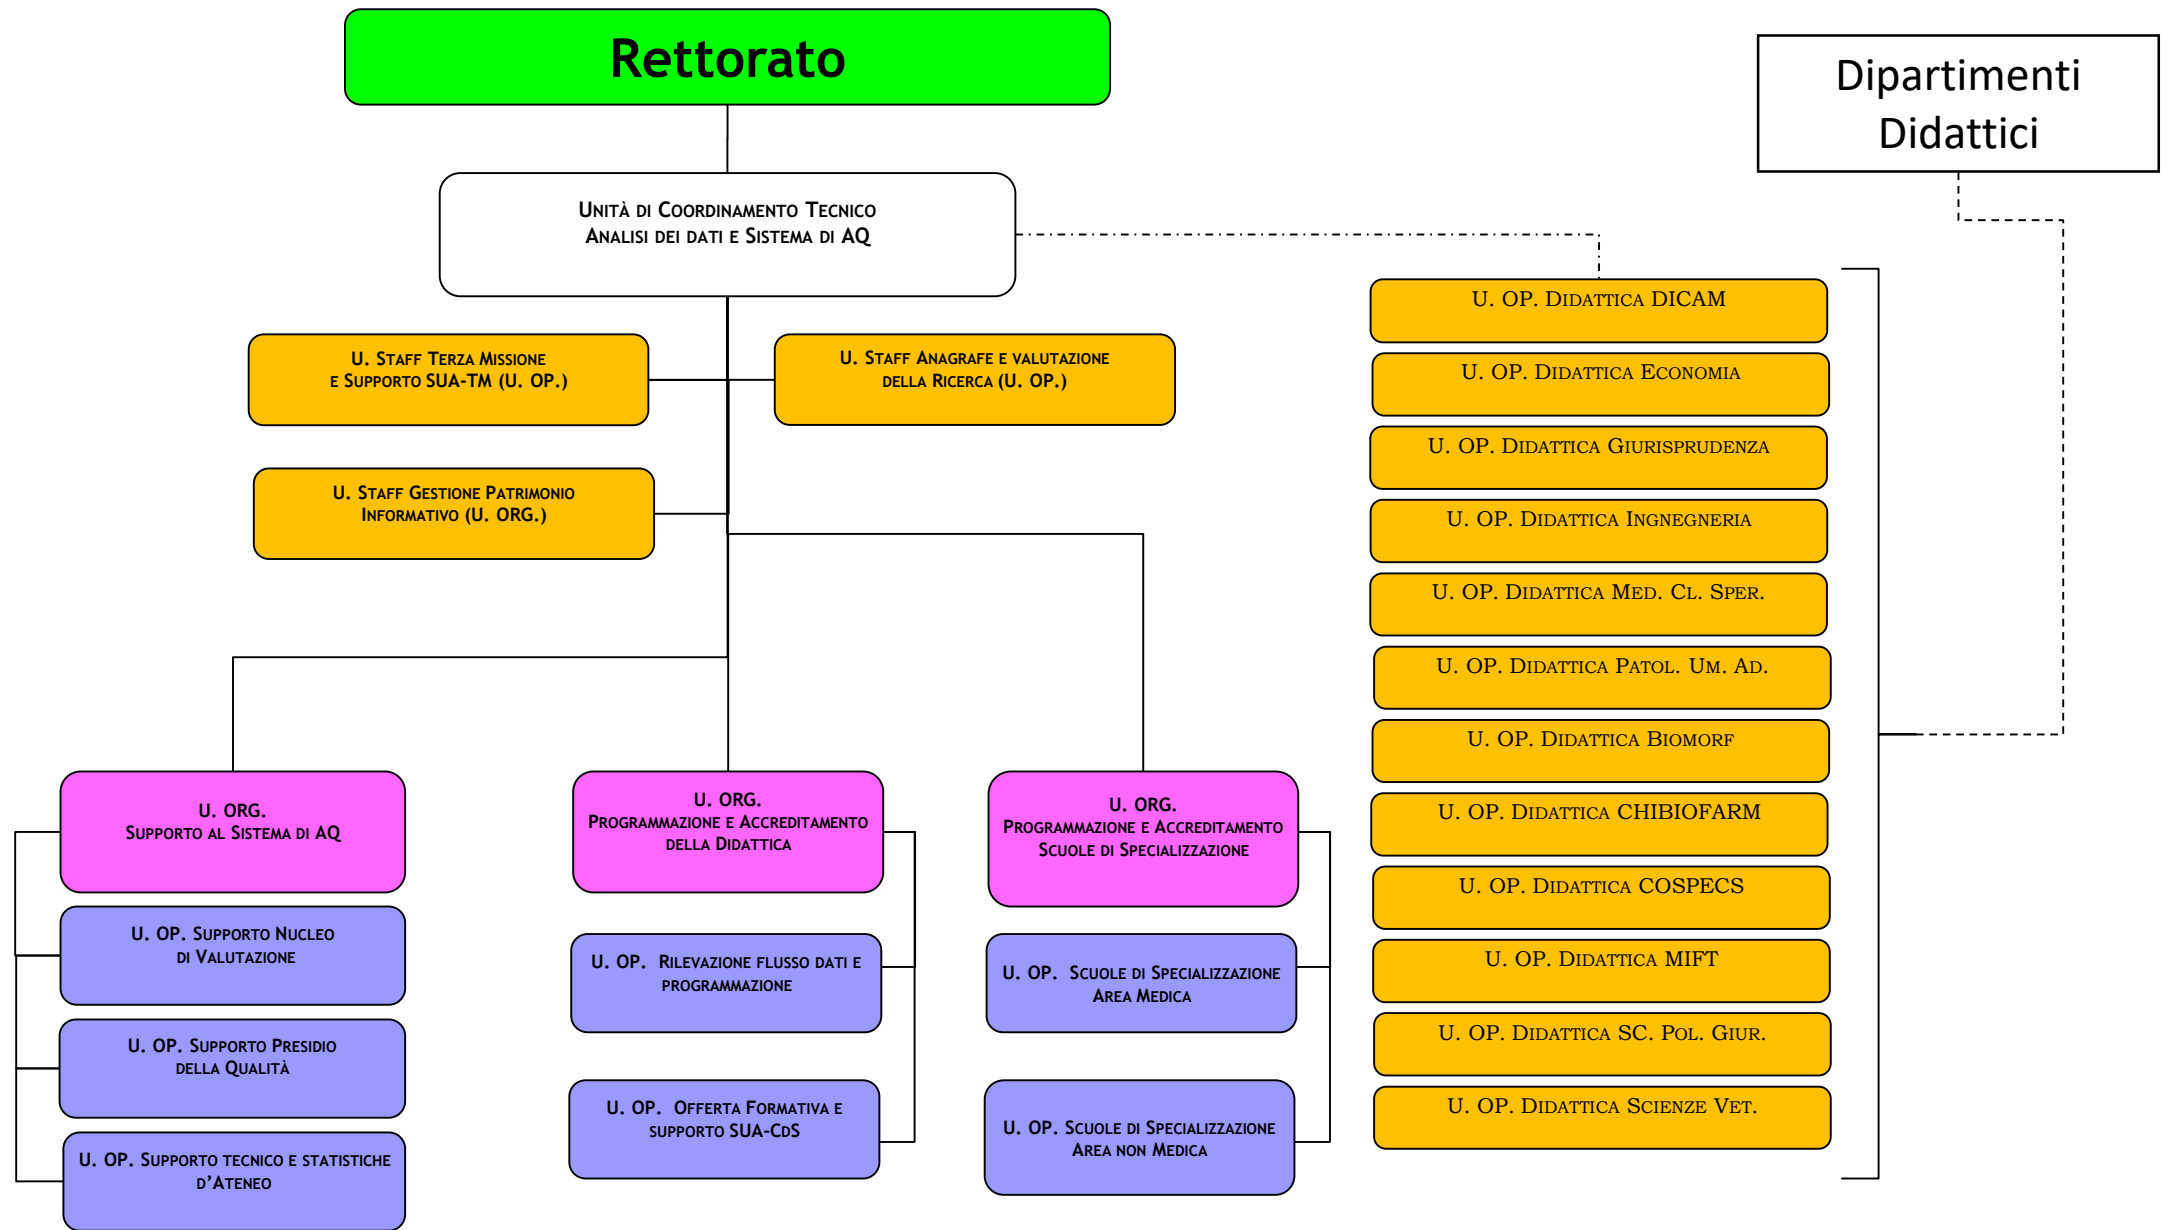 Rettorato
Dipartimenti
Didattici
Unità di Coordinamento Tecnico
Analisi dei dati e Sistema di AQ
U. Staff Terza Missione
e Supporto SUA-TM (U. OP.)
U. Staff Anagrafe e valutazione
della Ricerca (U. OP.)
U. Staff Gestione Patrimonio
Informativo (U. ORG.)
U. ORG.
Supporto al Sistema di AQ
U. OP. Supporto Nucleo
di Valutazione
U. OP. Supporto Presidio
della Qualità
U. OP. Supporto tecnico e statistiche
d'Ateneo
U. ORG.
Programmazione e Accreditamento
della Didattica
U. OP. Rilevazione flusso dati e
programmazione
U. OP. Offerta Formativa e
supporto SUA-CdS
U. ORG.
Programmazione e Accreditamento
Scuole di Specializzazione
U. OP. Scuole di Specializzazione
Area Medica
U. OP. Scuole di Specializzazione
Area non Medica
U. OP. Didattica DICAM
U. OP. Didattica Economia
U. OP. Didattica Giurisprudenza
U. OP. Didattica Ingnegneria
U. OP. Didattica Med. Cl. Sper.
U. OP. Didattica Patol. Um. Ad.
U. OP. Didattica Biomorf
U. OP. Didattica CHIBIOFARM
U. OP. Didattica COSPECS
U. OP. Didattica MIFT
U. OP. Didattica SC. Pol. Giur.
U. OP. Didattica Scienze Vet.